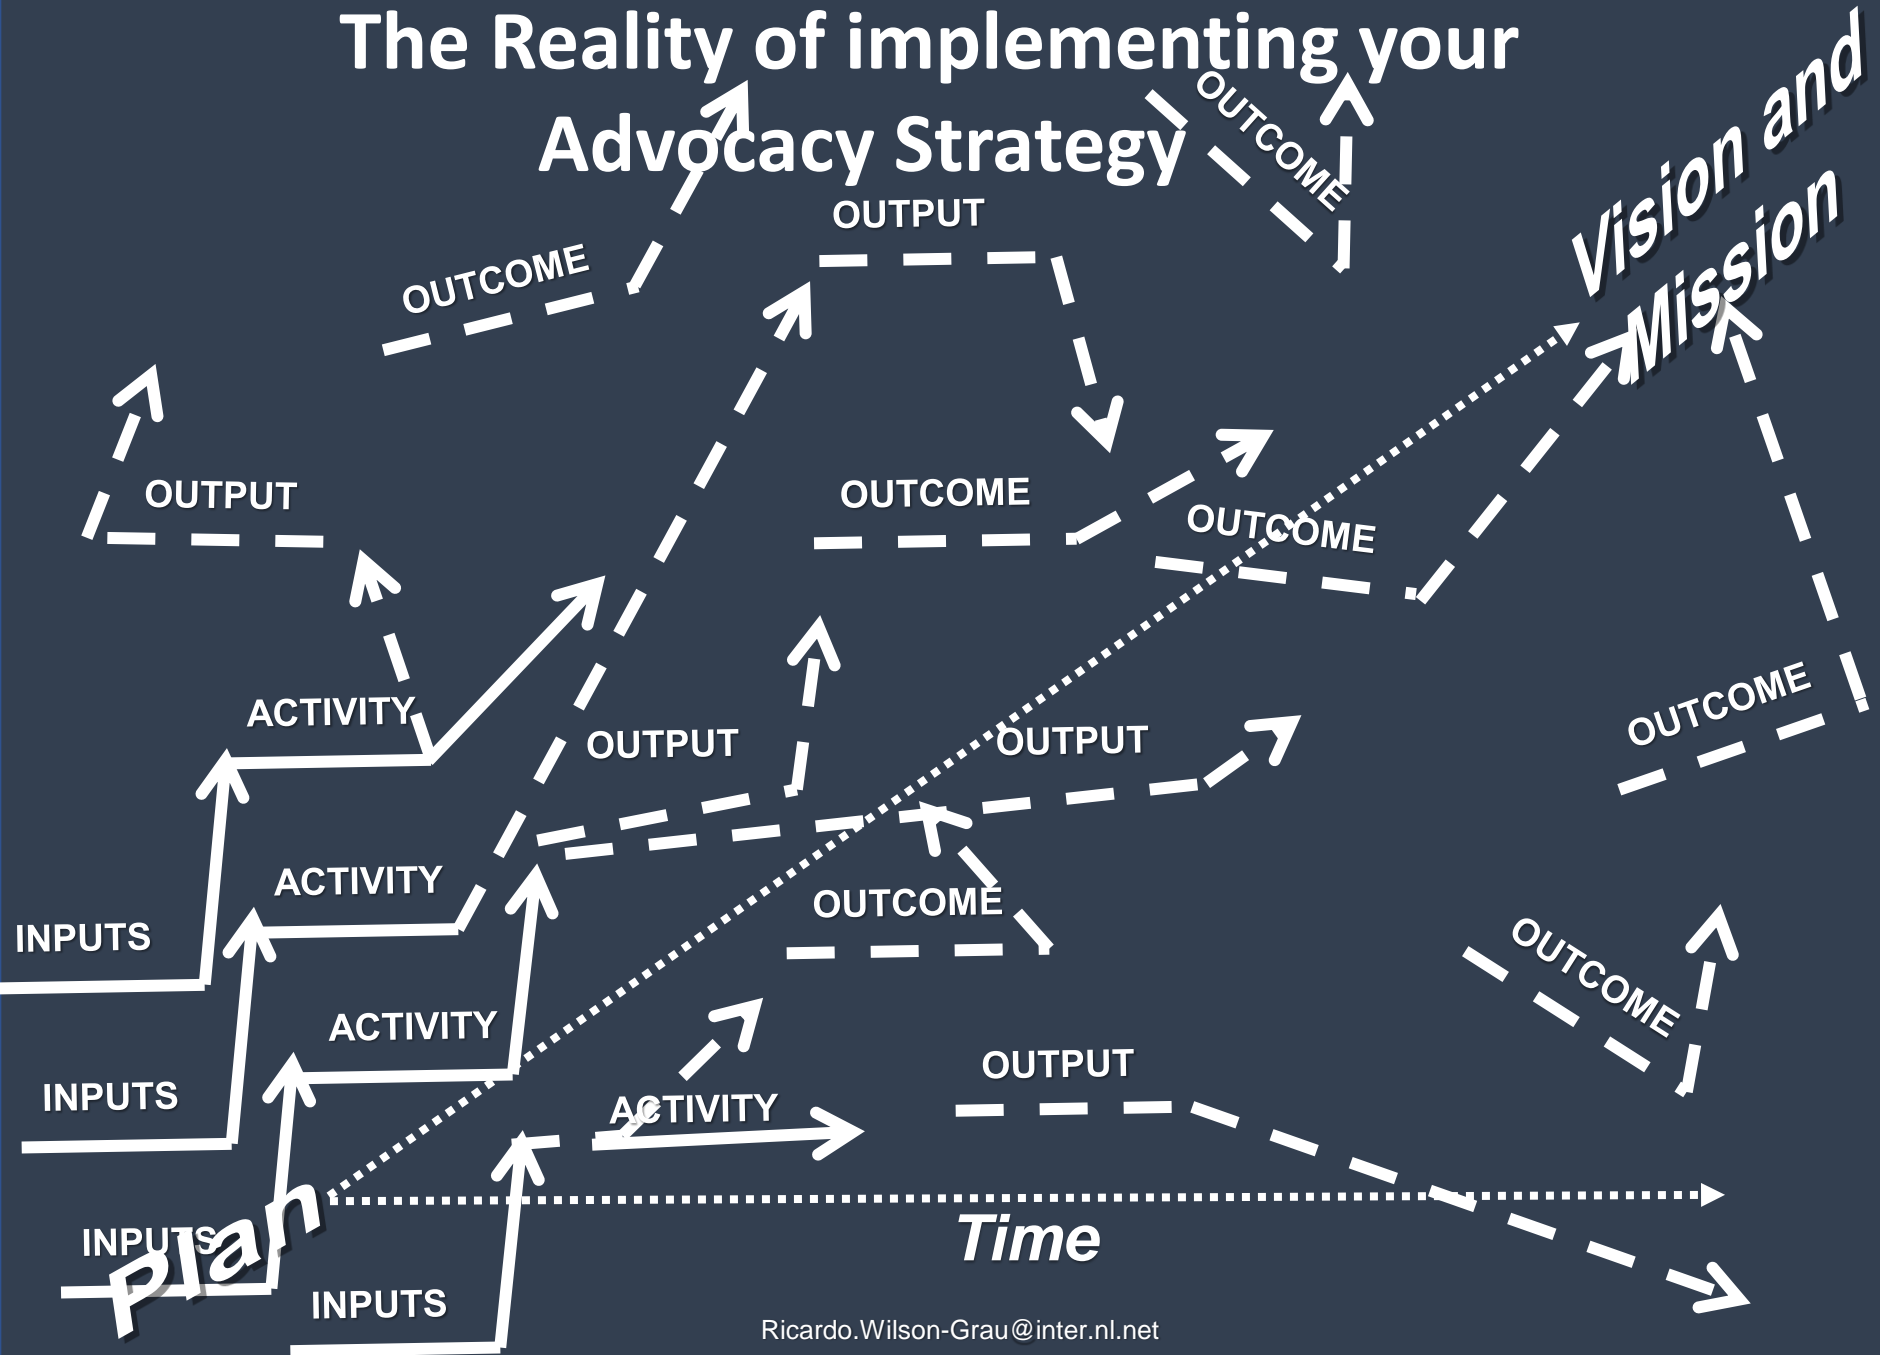 The Reality of implementing your
Advocacy Strategy
OUTCOME
Vision and
Mission
OUTPUT
OUTCOME
OUTPUT
OUTCOME
OUTCOME
ACTIVITY
OUTPUT
OUTPUT
OUTCOME
ACTIVITY
OUTCOME
INPUTS
OUTCOME
ACTIVITY
OUTPUT
INPUTS
ACTIVITY
INPUTS
Plan
Time
INPUTS
Ricardo.Wilson-Grau@inter.nl.net